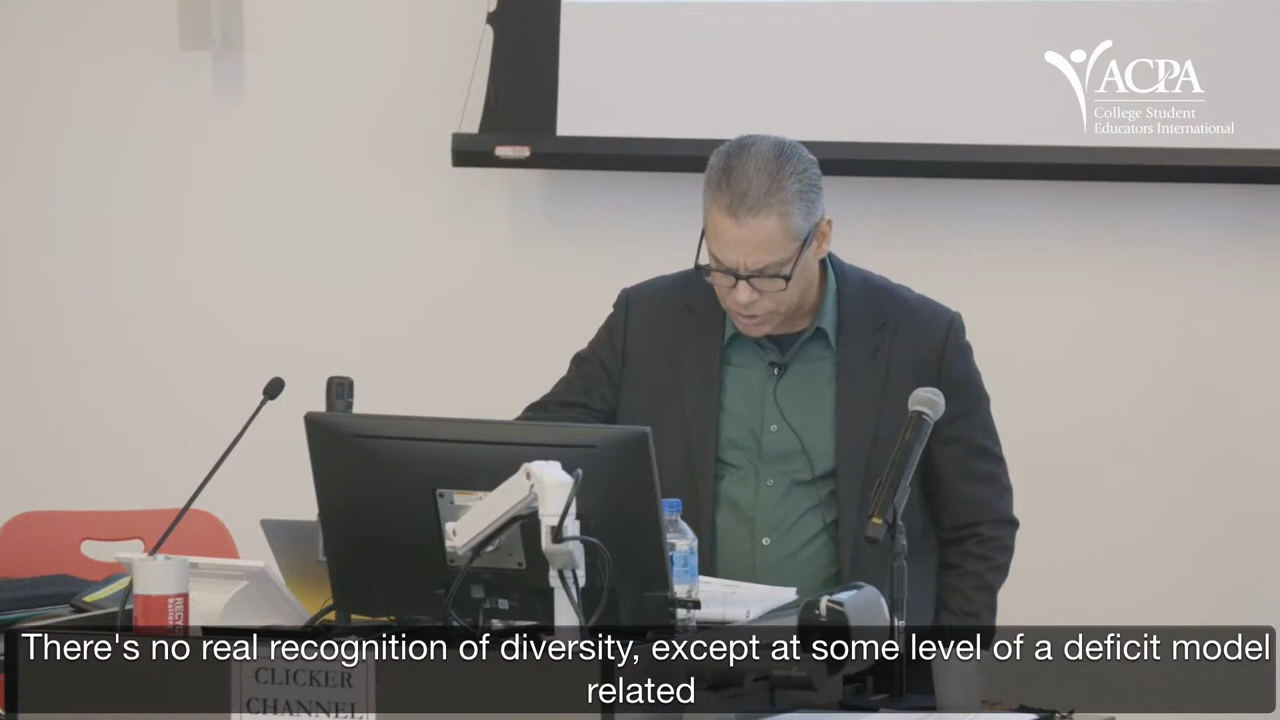 ACPA
College Student
Educators International
There's no real recognition of diversity, except at some level of a deficit model
related
CLICKER
CHANNEL